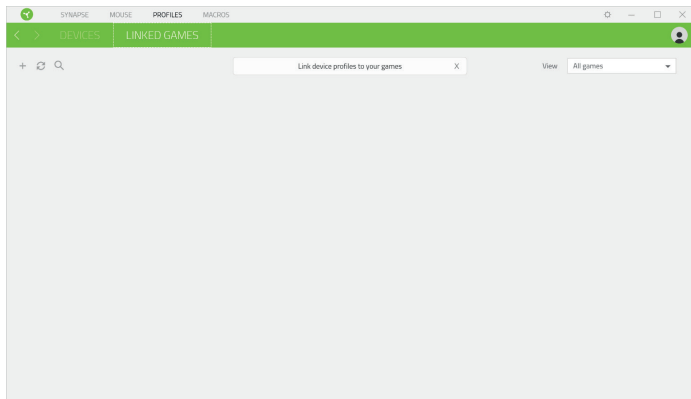 SYNAPSE MOUSE PROFILES MACROS
DEVICES LINKED GAMES
Link device profiles to your games X View All games